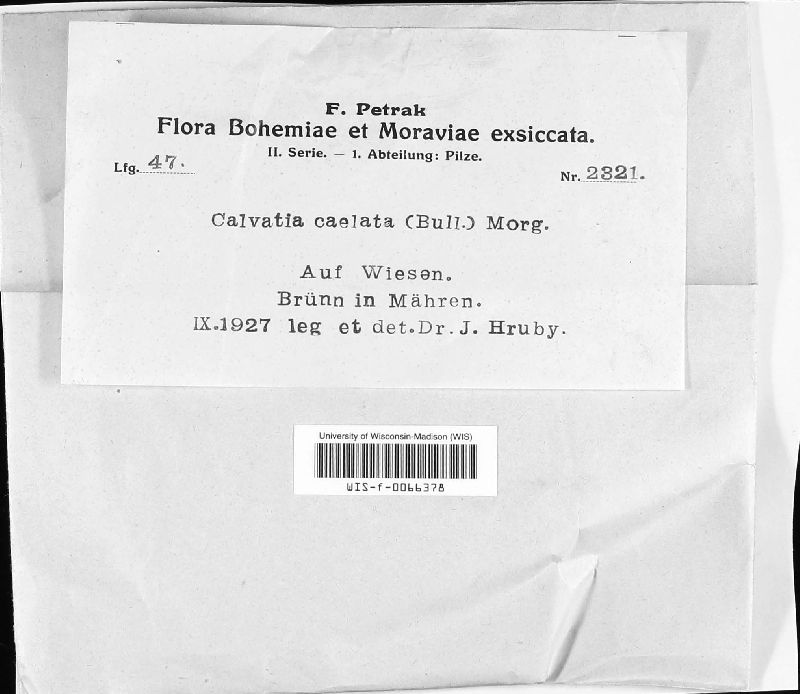 F. Petrak
Flora Bohemiae et Moraviae exsiccata.
II. Serie. — 1. Abteilung: Pilze.
Lfg. 47.
Nr. 2321.
Calvatia caelata (Bull.) Morg.
Auf Wiesen.
Brünn in Mähren.
IX.1927 leg et det. Dr. J. Hruby.
University of Wisconsin-Madison (WIS)
WIS-f-0066378